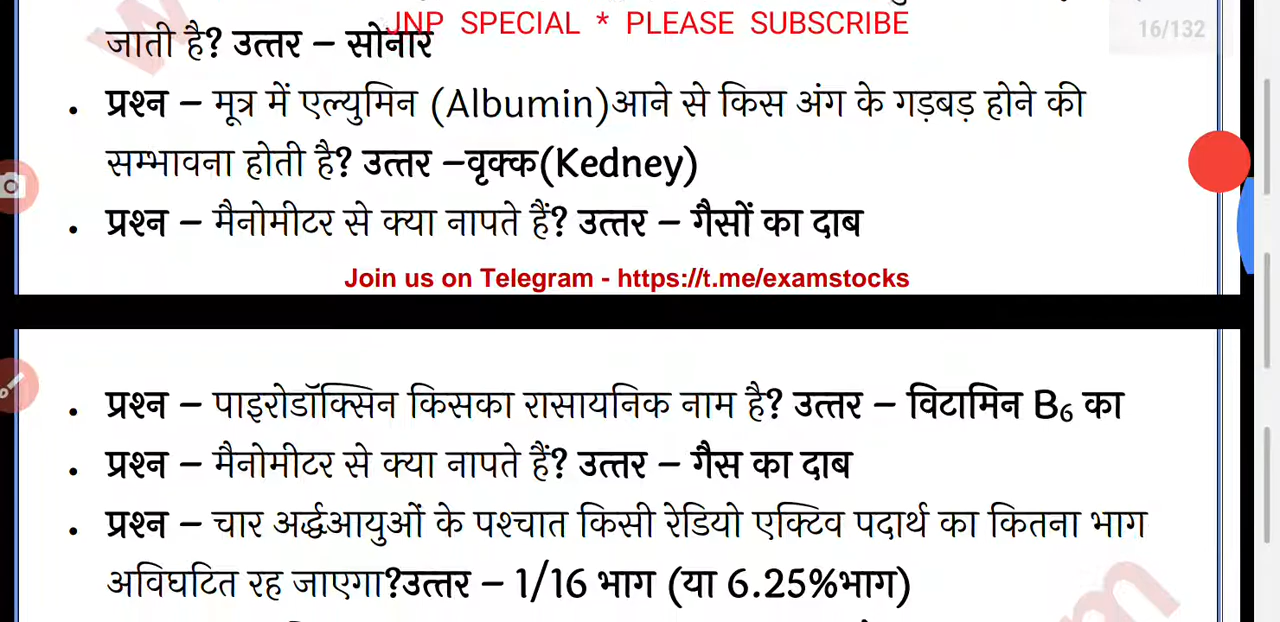 JNP SPECIAL * PLEASE SUBSCRIBE
16/132
जाती है? उत्तर – सोनार
• प्रश्न – मूत्र में एल्युमिन (Albumin)आने से किस अंग के गड़बड़ होने की
सम्भावना होती है? उत्तर –वृक्क(Kedney)
• प्रश्न – मैनोमीटर से क्या नापते हैं? उत्तर – गैसों का दाब
Join us on Telegram - https://t.me/examstocks
• प्रश्न – पाइरोडॉक्सिन किसका रासायनिक नाम है? उत्तर – विटामिन B₆ का
• प्रश्न – मैनोमीटर से क्या नापते हैं? उत्तर – गैस का दाब
• प्रश्न – चार अर्द्धआयुओं के पश्चात किसी रेडियो एक्टिव पदार्थ का कितना भाग
अविघटित रह जाएगा?उत्तर – 1/16 भाग (या 6.25%भाग)